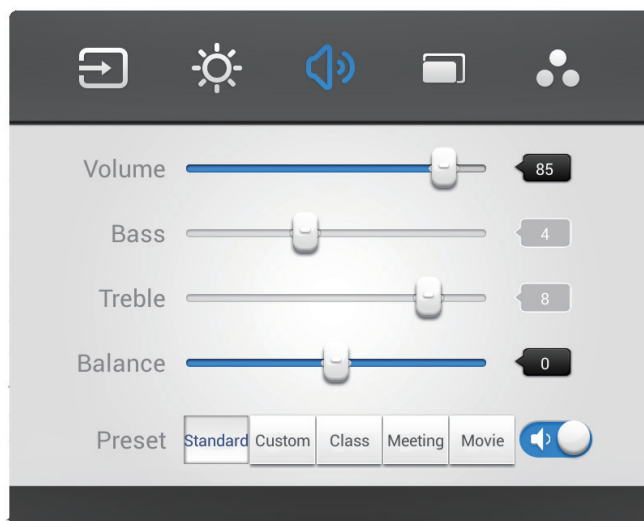 Volume 85
Bass 4
Treble 8
Balance 0
Preset Standard Custom Class Meeting Movie